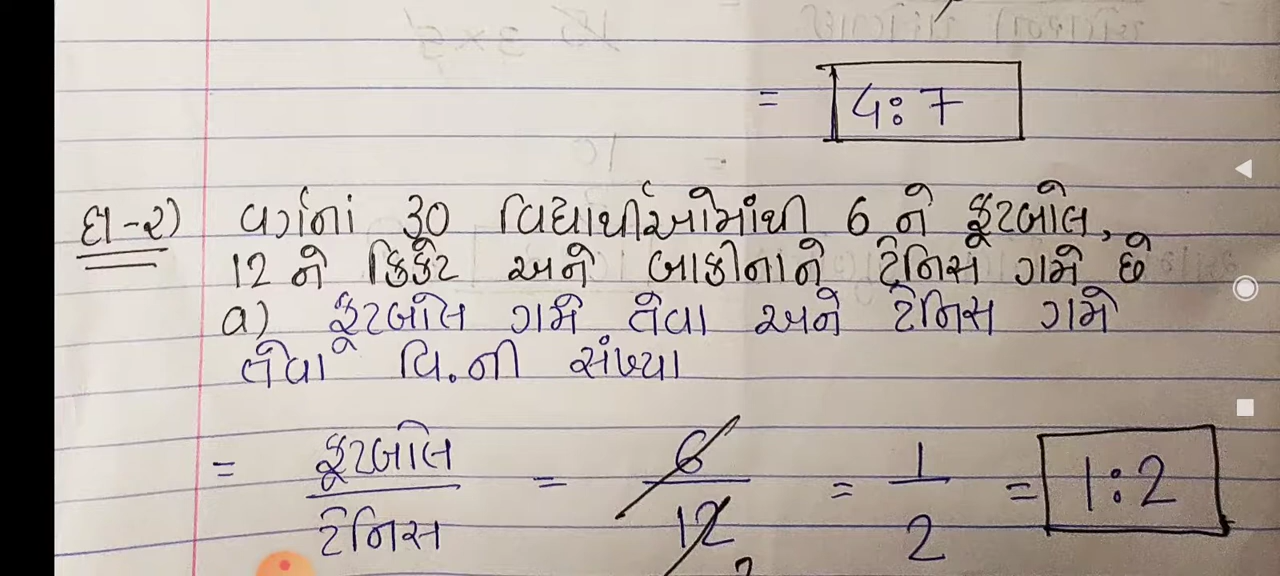 = 4:7
દા-૨) વર્ગનાં 30 વિદ્યાર્થીઓમાંથી 6 ને ફૂટબોલ,
12 ને ક્રિકેટ અને બાકીનાને ટેનિસ ગમે છે
a) ફૂટબોલ ગમે તેવા અને ટેનિસ ગમે
તેવા વિ.ની સંખ્યા
= ફૂટબોલ / ટેનિસ = 6 / 12 = 1 / 2 = 1:2
2